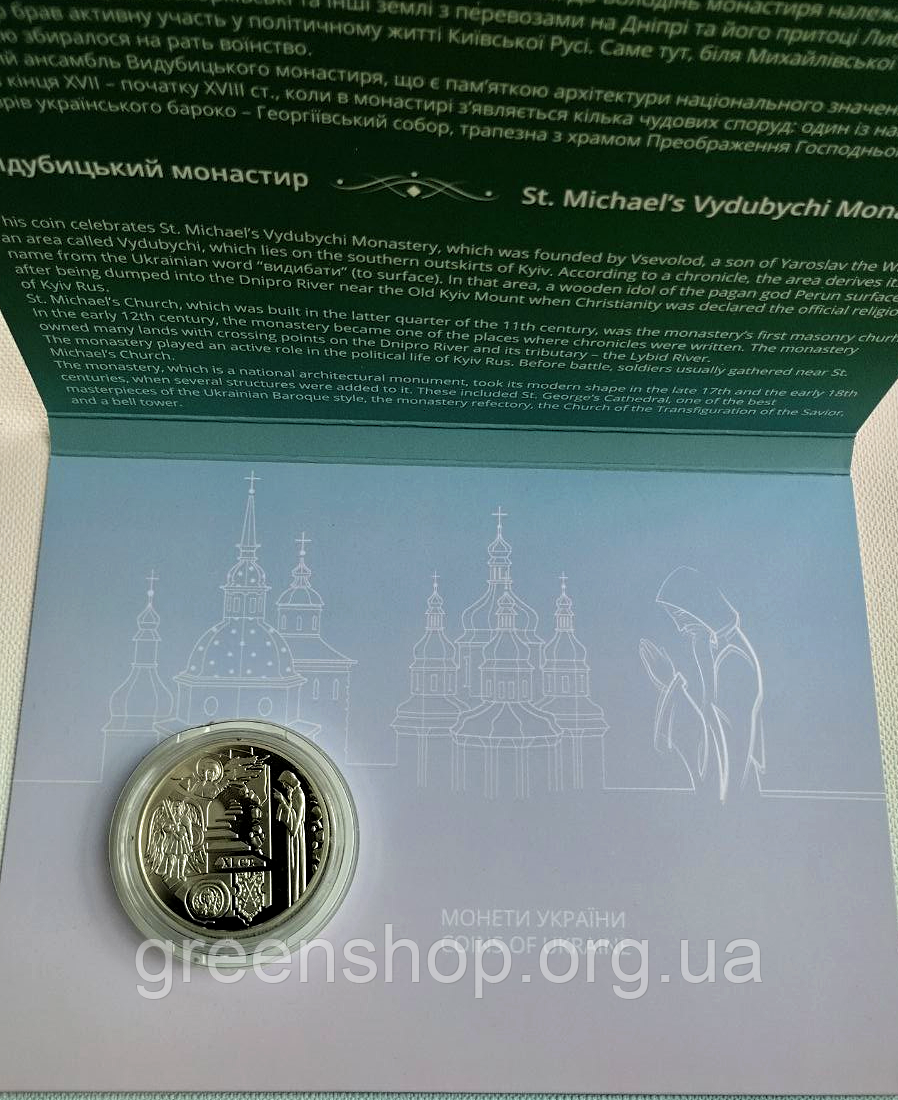 та інші землі з перевозами на Дніпрі та його притоці
брав активну участь у політичному житті Київської Русі. Саме тут, біля Михайлівської
збиралося на рать воїнство.
ансамбль Видубицького монастиря, що є пам’яткою архітектури національного
кінця XVII – початку XVIII ст., коли в монастирі з’являється кілька чудових споруд: один із
українського бароко – Георгіївський собор, трапезна з храмом Преображення
идубицький монастир
St. Michael’s Vydubychi Mona
his coin celebrates St. Michael’s Vydubychi Monastery, which was founded by Vsevolod, a son of Yaroslav the W
an area called Vydubychi, which lies on the southern outskirts of Kyiv. According to a chronicle, the area derives it
name from the Ukrainian word “видибати” (to surface). In that area, a wooden idol of the pagan god Perun surface
after being dumped into the Dnipro River near the Old Kyiv Mount when Christianity was declared the official religio
of Kyiv Rus.
St. Michael’s Church, which was built in the latter quarter of the 11th century, was the monastery’s first masonry church.
In the early 12th century, the monastery became one of the places where chronicles were written. The monastery
owned many lands with crossing points on the Dnipro River and its tributary – the Lybid River.
The monastery played an active role in the political life of Kyiv Rus. Before battle, soldiers usually gathered near St.
Michael’s Church.
The monastery, which is a national architectural monument, took its modern shape in the late 17th and the early 18th
centuries, when several structures were added to it. These included St. George’s Cathedral, one of the best
masterpieces of the Ukrainian Baroque style, the monastery refectory, the Church of the Transfiguration of the Savior,
and a bell tower.
XI ст.
МОНЕТИ УКРАЇНИ
COINS OF UKRAINE
greenshop.org.ua